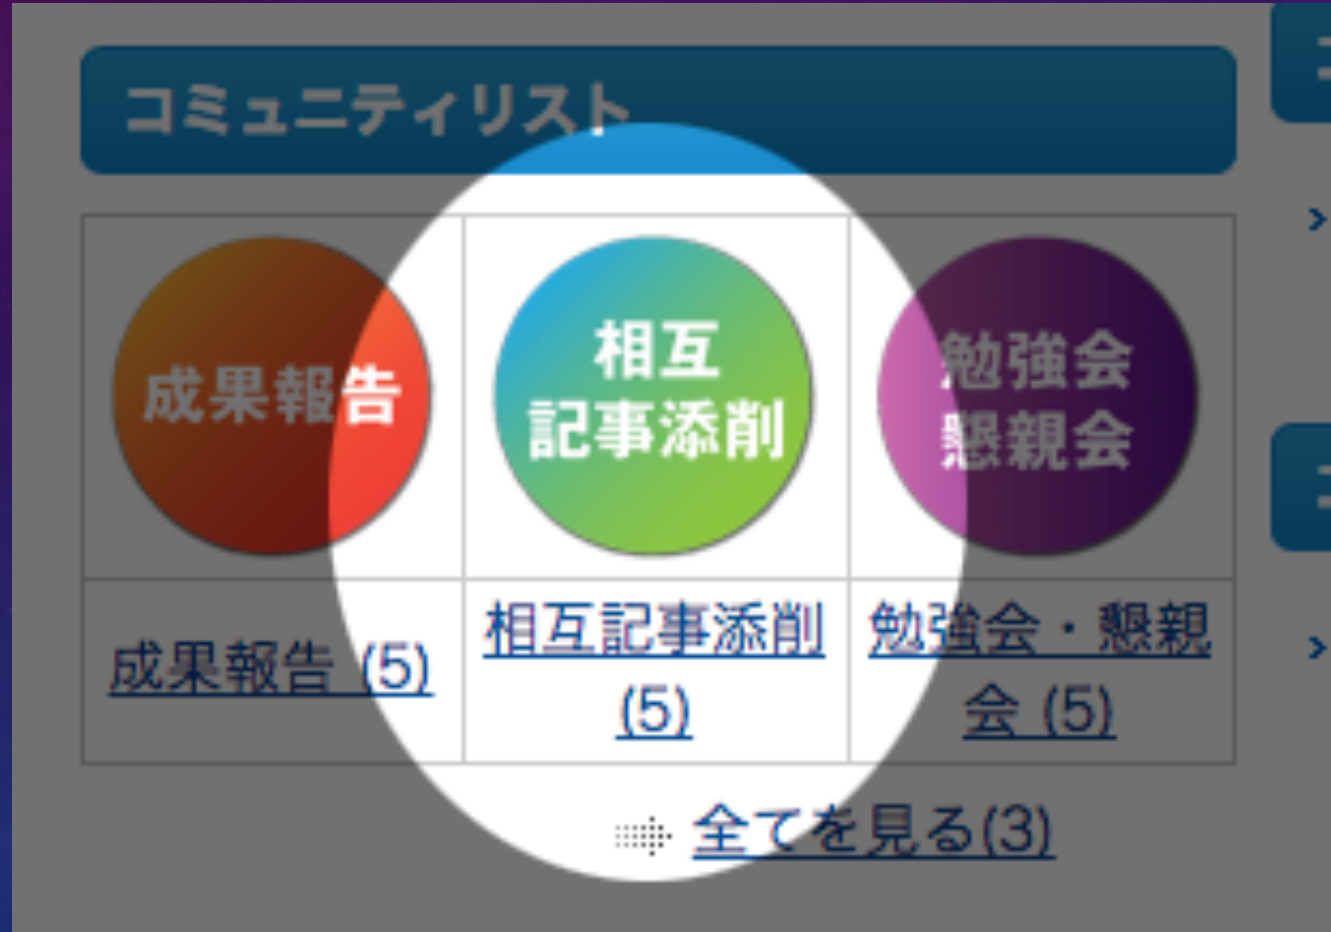 コミュニティリスト
成果報告
相互
記事添削
勉強会
懇親会
成果報告 (5)
相互記事添削
(5)
勉強会・懇親
会 (5)
全てを見る(3)